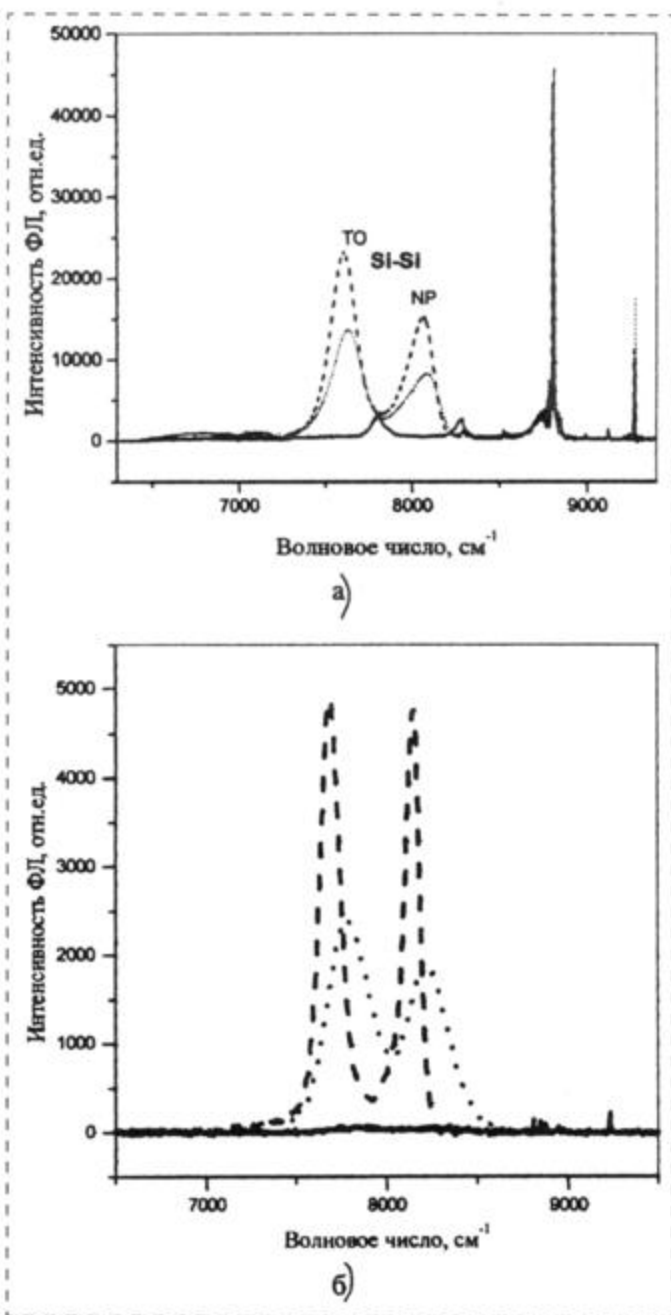 50000
40000
30000
20000
10000
0
Интенсивность ФЛ, отн.ед.
TO
Si-Si
NP
7000 8000 9000
Волновое число, см⁻¹
а)
5000
4000
3000
2000
1000
0
Интенсивность ФЛ, отн.ед.
7000 8000 9000
Волновое число, см⁻¹
б)